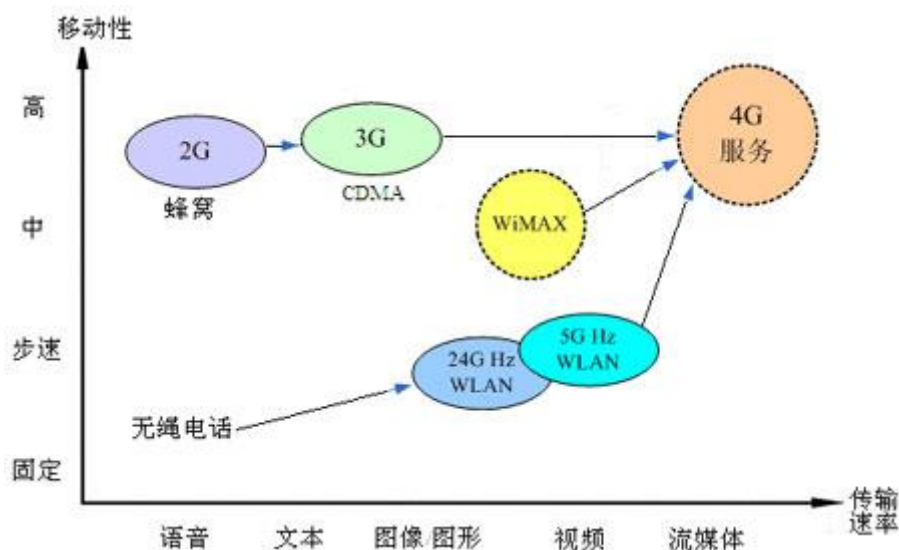 移动性
高
2G
3G
4G
服务
蜂窝
CDMA
中
WiMAX
步速
24G Hz
WLAN
5G Hz
WLAN
无绳电话
固定
传输
速率
语音 文本 图像/图形 视频 流媒体